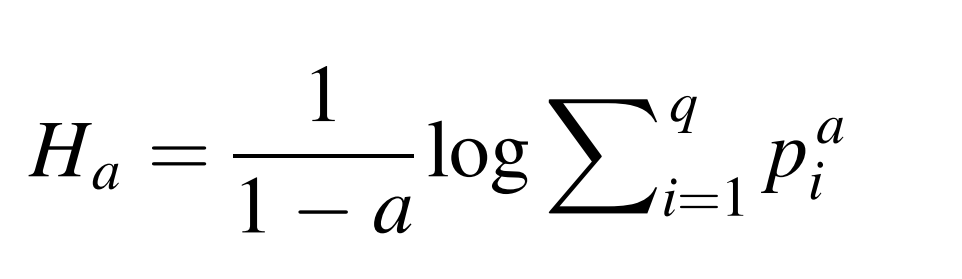 H_a = \frac{1}{1 - a} \log \sum_{i=1}^{q} p_i^a